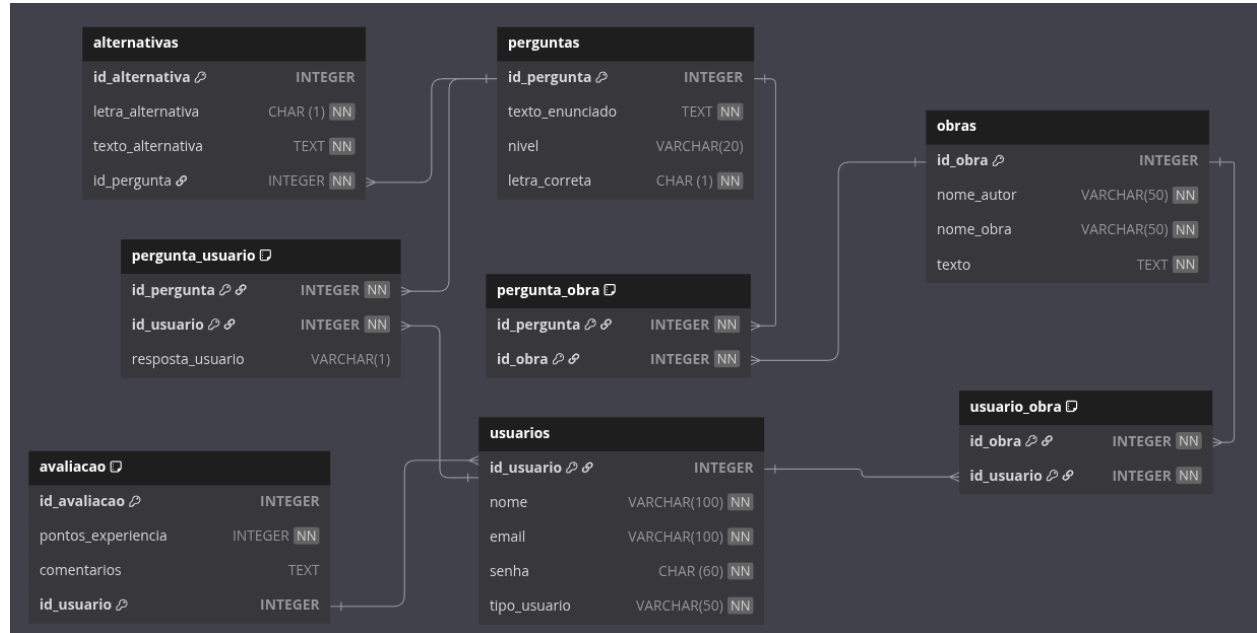 alternativas
id_alternativa INTEGER
letra_alternativa CHAR (1) NN
texto_alternativa TEXT NN
id_pergunta INTEGER NN
perguntas
id_pergunta INTEGER
texto_enunciado TEXT NN
nivel VARCHAR(20)
letra_correta CHAR (1) NN
obras
id_obra INTEGER
nome_autor VARCHAR(50) NN
nome_obra VARCHAR(50) NN
texto TEXT NN
pergunta_usuario
id_pergunta INTEGER NN
id_usuario INTEGER NN
resposta_usuario VARCHAR(1)
pergunta_obra
id_pergunta INTEGER NN
id_obra INTEGER NN
usuario_obra
id_obra INTEGER NN
id_usuario INTEGER NN
avaliacao
id_avaliacao INTEGER
pontos_experiencia INTEGER NN
comentarios TEXT
id_usuario INTEGER
usuarios
id_usuario INTEGER
nome VARCHAR(100) NN
email VARCHAR(100) NN
senha CHAR (60) NN
tipo_usuario VARCHAR(50) NN